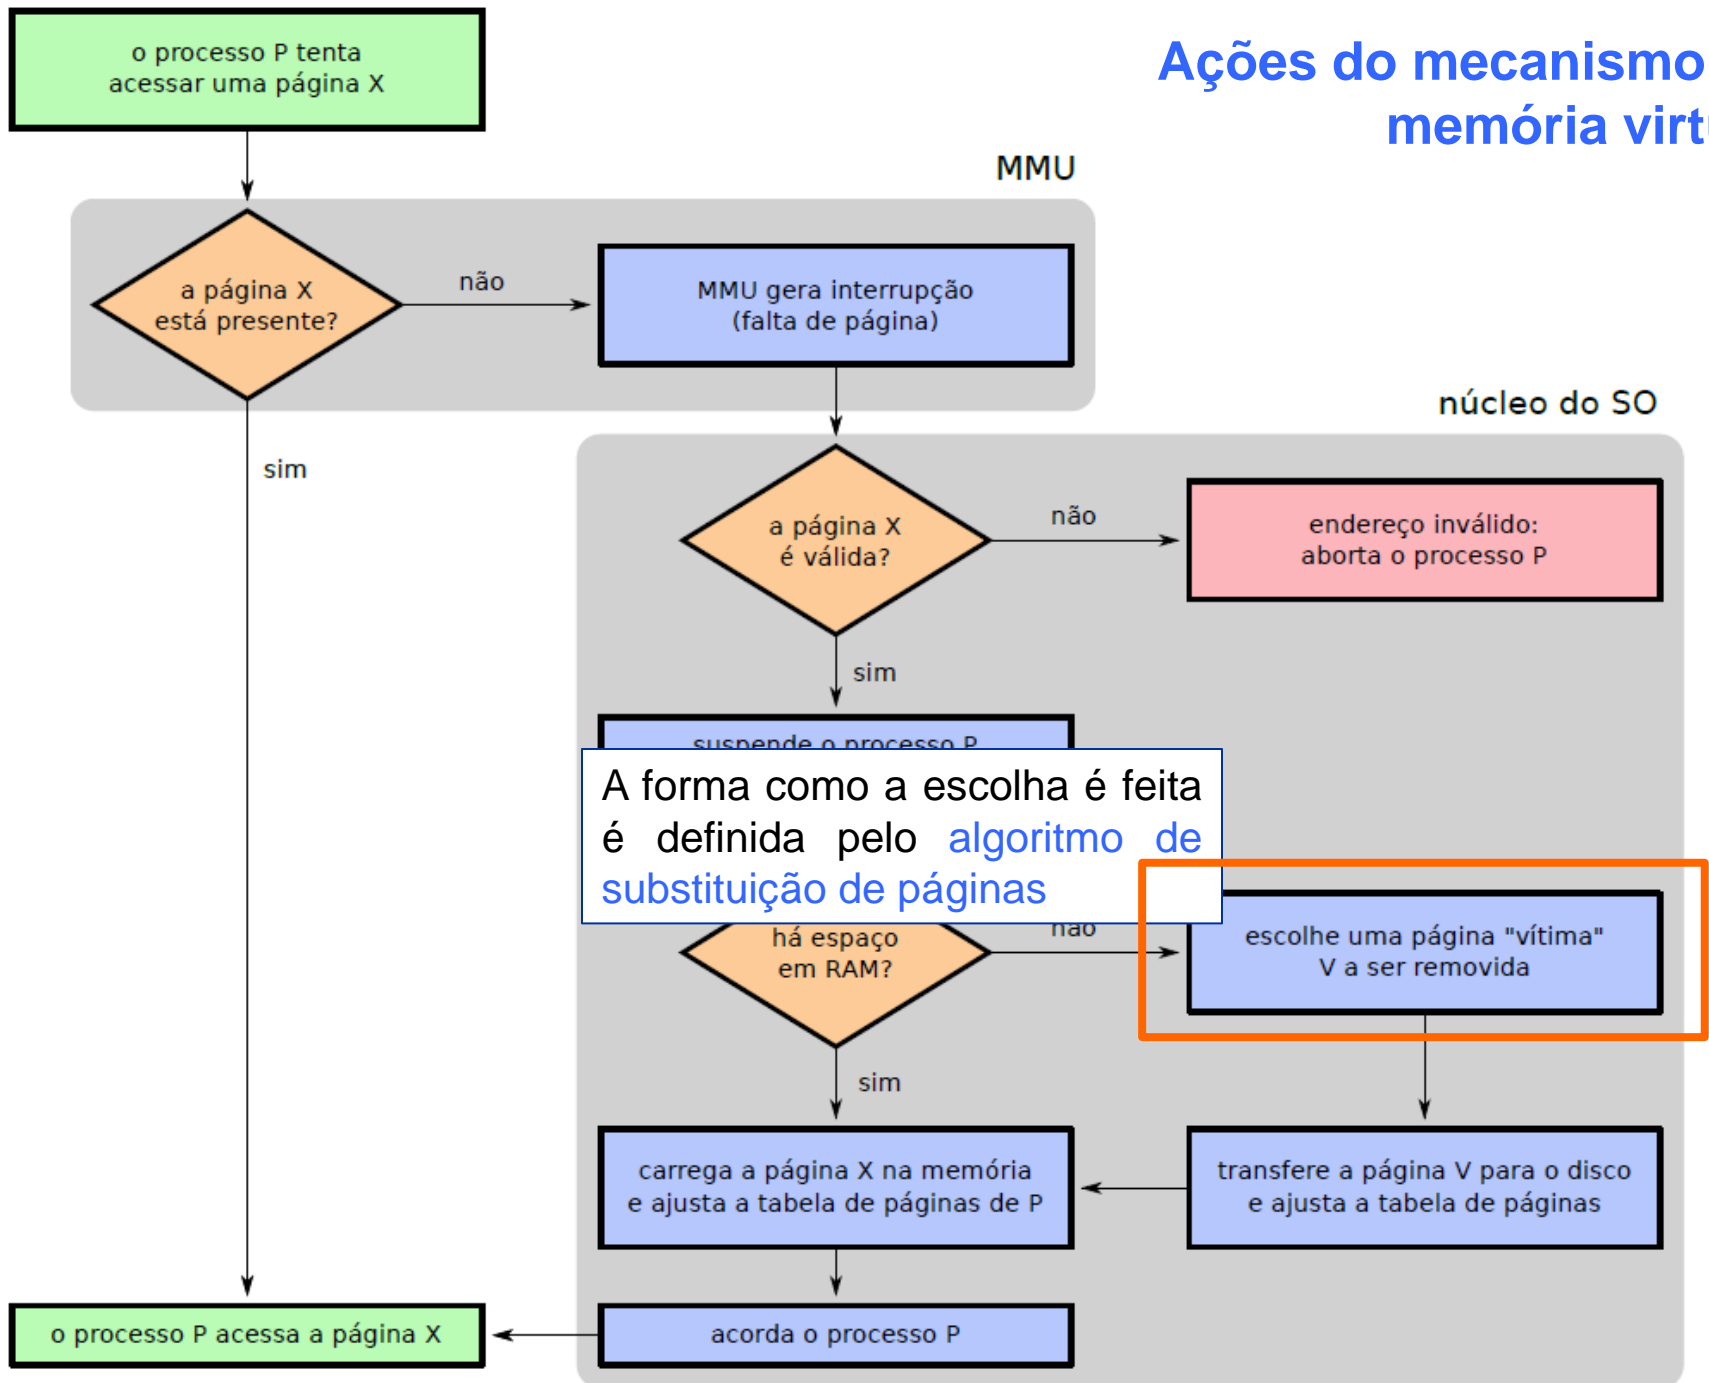 Ações do mecanismo
memória virtu
o processo P tenta
acessar uma página X
MMU
a página X
está presente?
não
MMU gera interrupção
(falta de página)
núcleo do SO
sim
a página X
é válida?
não
endereço inválido:
aborta o processo P
sim
suspende o processo P
A forma como a escolha é feita
é definida pelo algoritmo de
substituição de páginas
há espaço
em RAM?
não
escolhe uma página "vítima"
V a ser removida
sim
carrega a página X na memória
e ajusta a tabela de páginas de P
transfere a página V para o disco
e ajusta a tabela de páginas
o processo P acessa a página X
acorda o processo P